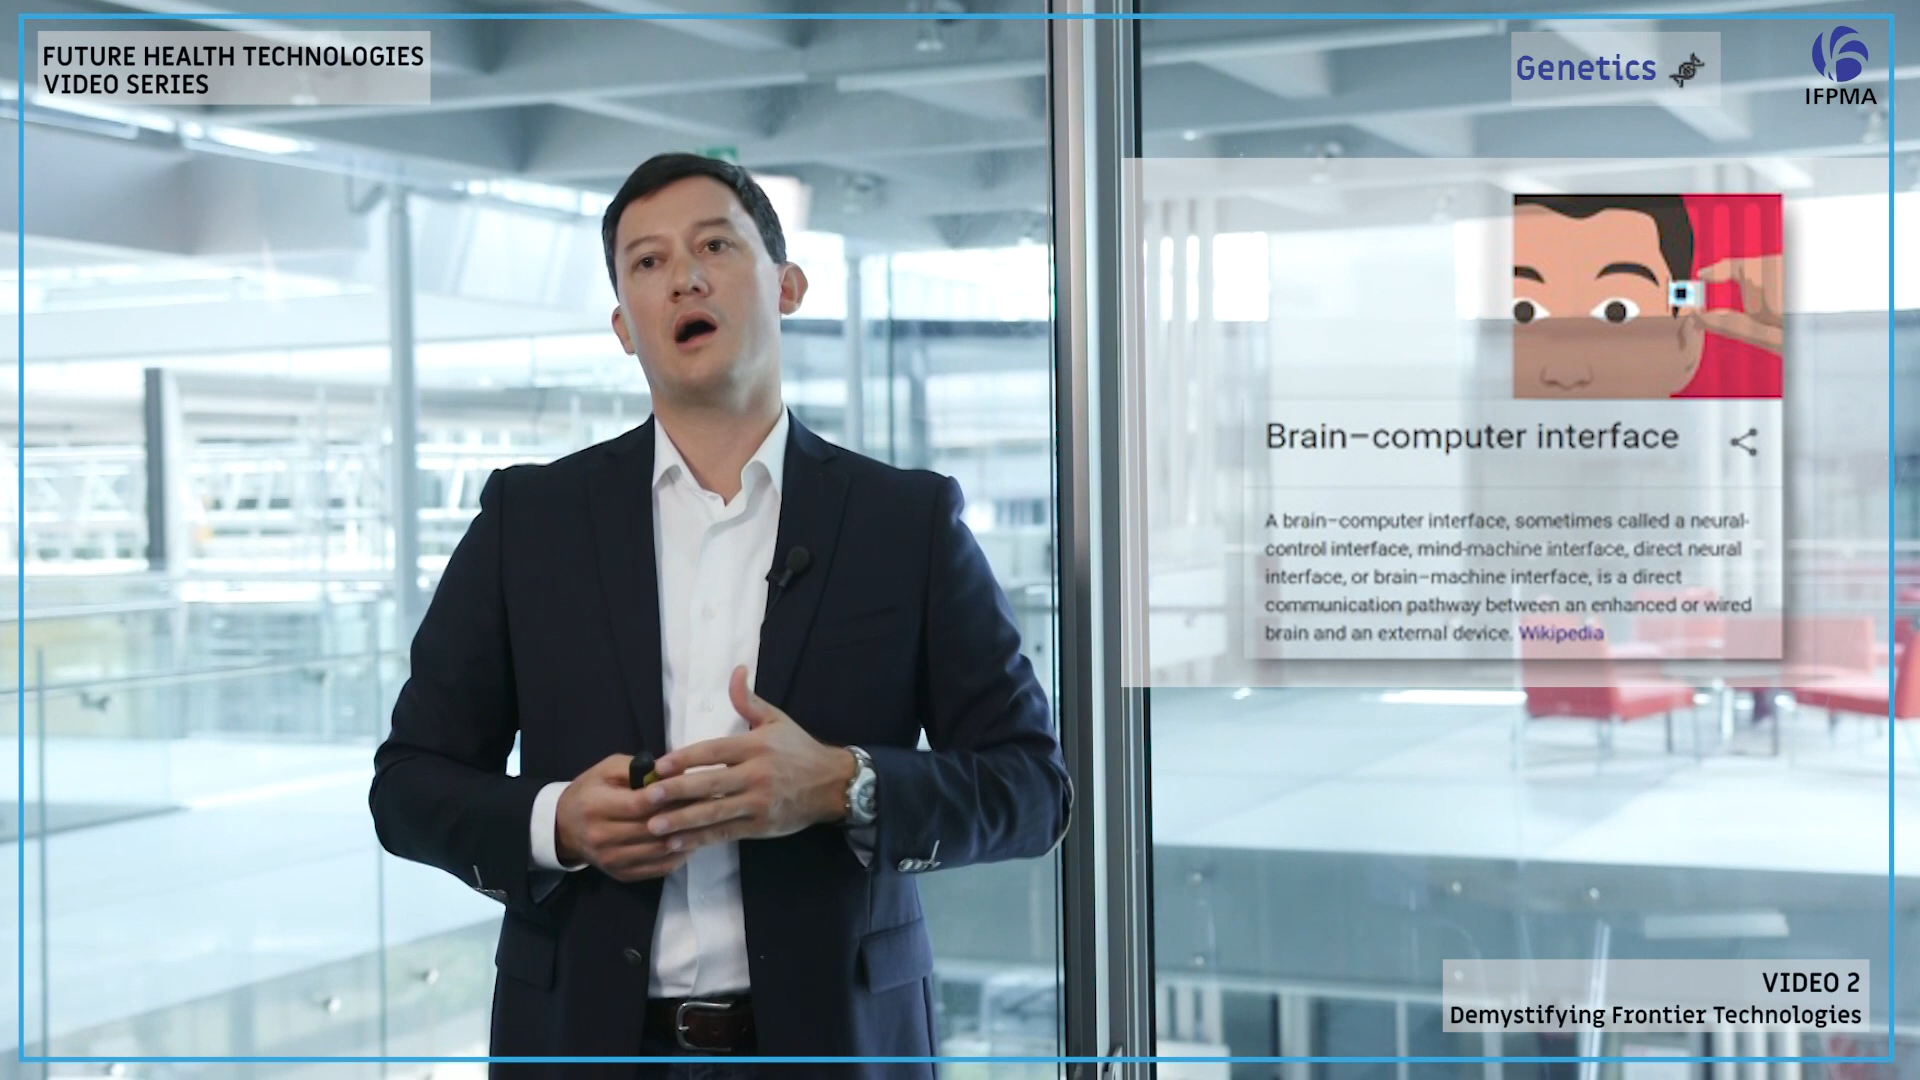 FUTURE HEALTH TECHNOLOGIES
VIDEO SERIES
Genetics
IFPMA
Brain–computer interface
A brain–computer interface, sometimes called a neural-
control interface, mind-machine interface, direct neural
interface, or brain–machine interface, is a direct
communication pathway between an enhanced or wired
brain and an external device. Wikipedia
VIDEO 2
Demystifying Frontier Technologies